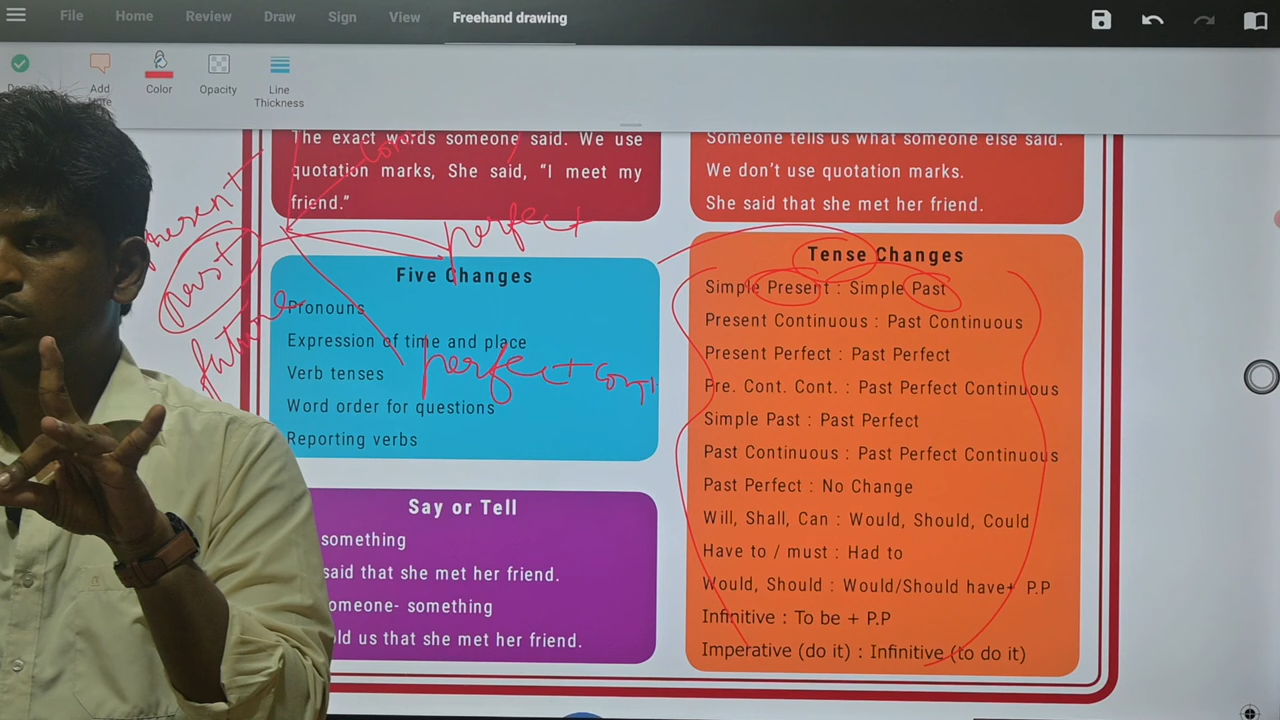 File Home Review Draw Sign View Freehand drawing
Add Color Opacity Line
Thickness
The exact words someone said. We use
quotation marks, She said, “I meet my
friend.”
Someone tells us what someone else said.
We don’t use quotation marks.
She said that she met her friend.
present
past
future
con
perfect
perfect cont
Five Changes
Pronouns
Expression of time and place
Verb tenses
Word order for questions
Reporting verbs
Say or Tell
something
said that she met her friend.
omeone- something
old us that she met her friend.
Tense Changes
Simple Present : Simple Past
Present Continuous : Past Continuous
Present Perfect : Past Perfect
Pre. Cont. Cont. : Past Perfect Continuous
Simple Past : Past Perfect
Past Continuous : Past Perfect Continuous
Past Perfect : No Change
Will, Shall, Can : Would, Should, Could
Have to / must : Had to
Would, Should : Would/Should have+ P.P
Infinitive : To be + P.P
Imperative (do it) : Infinitive (to do it)